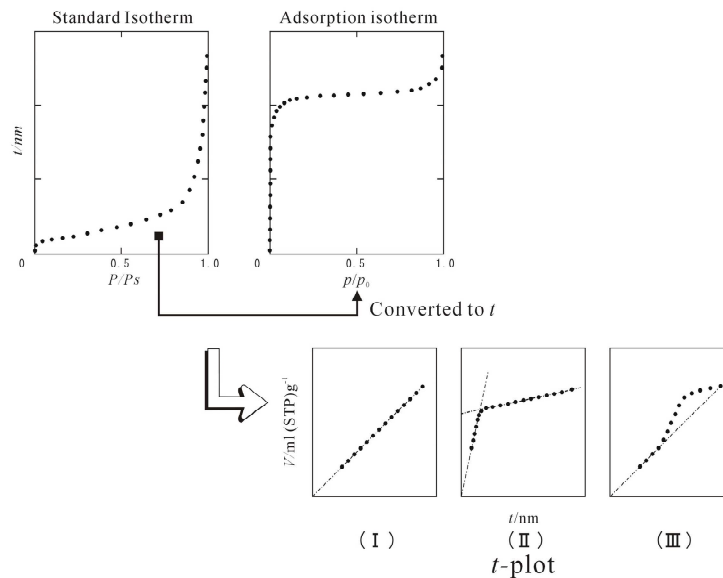 Standard Isotherm
Adsorption isotherm
t/nm
0
0.5
1.0
P/Ps
0
0.5
1.0
p/p₀
Converted to t
V/ml (STP)g⁻¹
t/nm
(Ⅰ)
(Ⅱ)
(Ⅲ)
t-plot